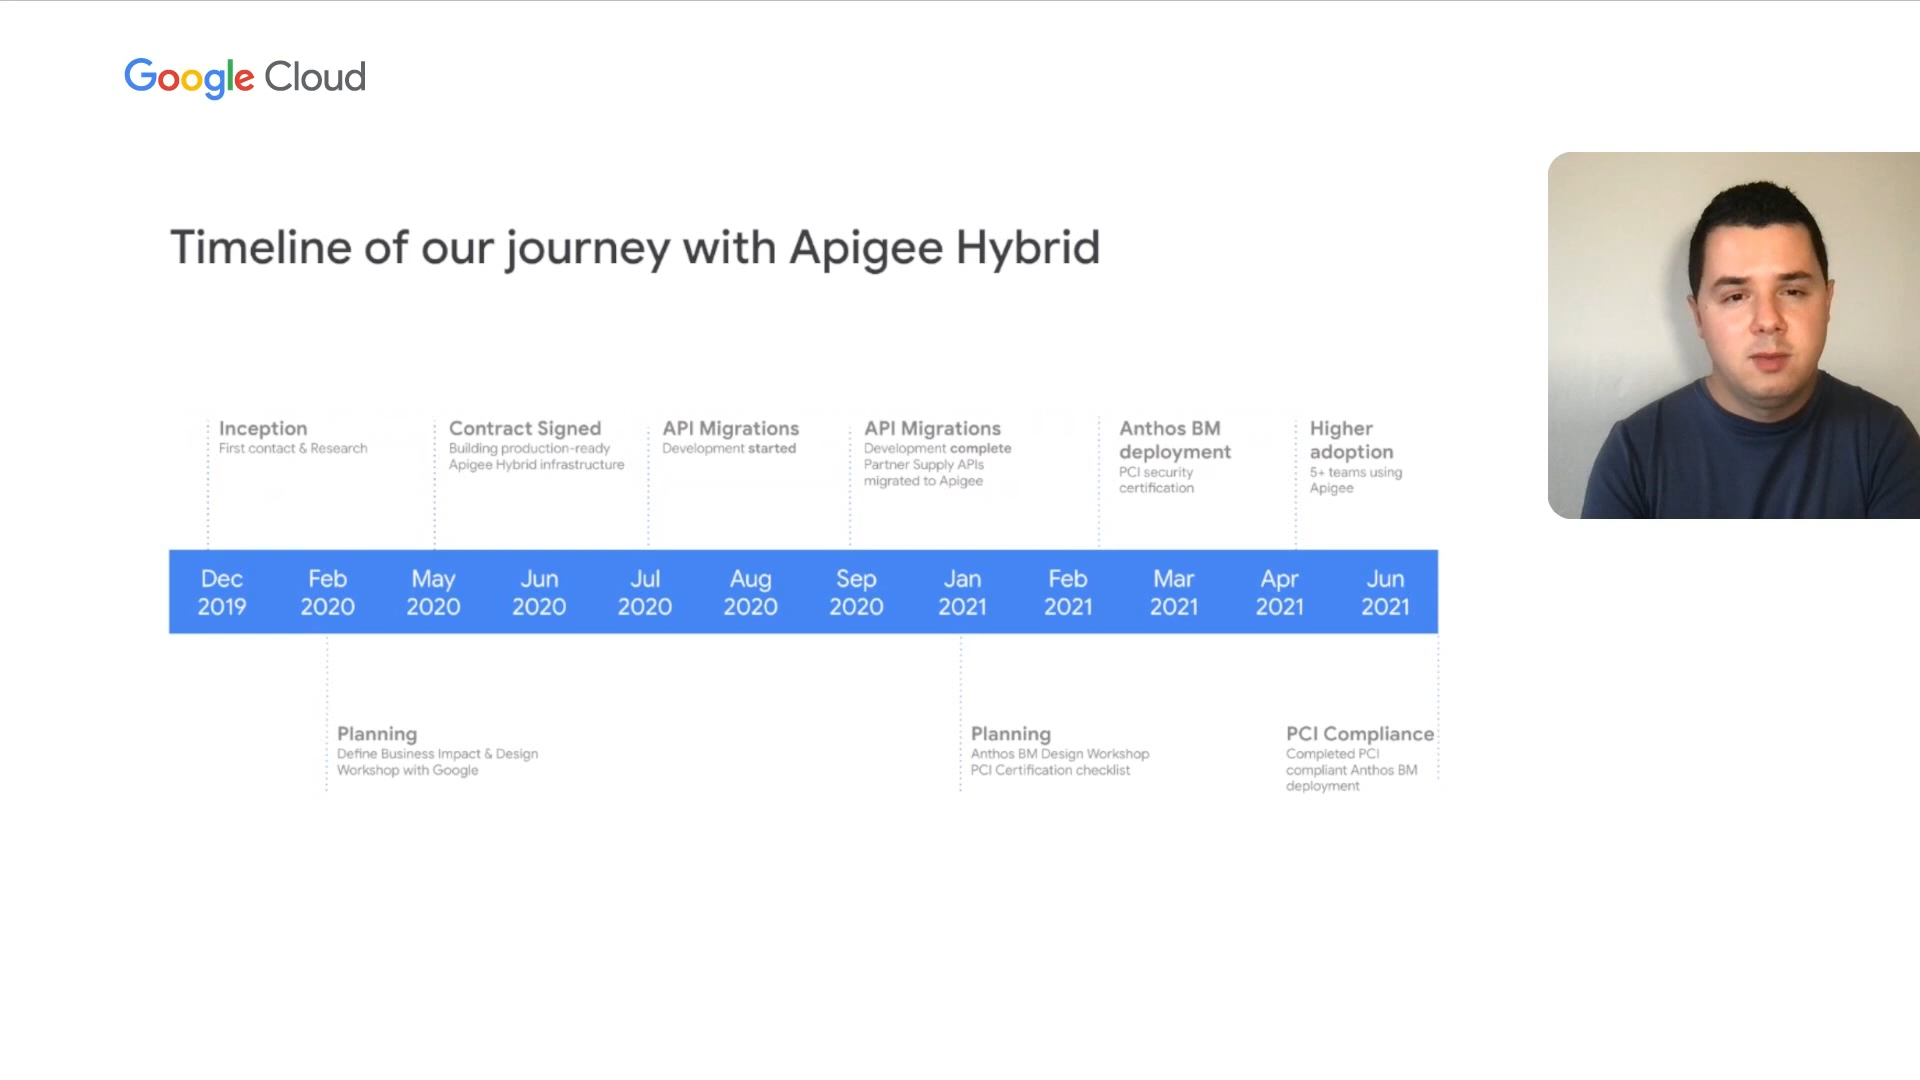 Google Cloud
Timeline of our journey with Apigee Hybrid
Inception
First contact & Research
Contract Signed
Building production-ready
Apigee Hybrid infrastructure
API Migrations
Development started
API Migrations
Development complete
Partner Supply APIs
migrated to Apigee
Anthos BM
deployment
PCI security
certification
Higher
adoption
5+ teams using
Apigee
Dec
2019
Feb
2020
May
2020
Jun
2020
Jul
2020
Aug
2020
Sep
2020
Jan
2021
Feb
2021
Mar
2021
Apr
2021
Jun
2021
Planning
Define Business Impact & Design
Workshop with Google
Planning
Anthos BM Design Workshop
PCI Certification checklist
PCI Compliance
Completed PCI
compliant Anthos BM
deployment